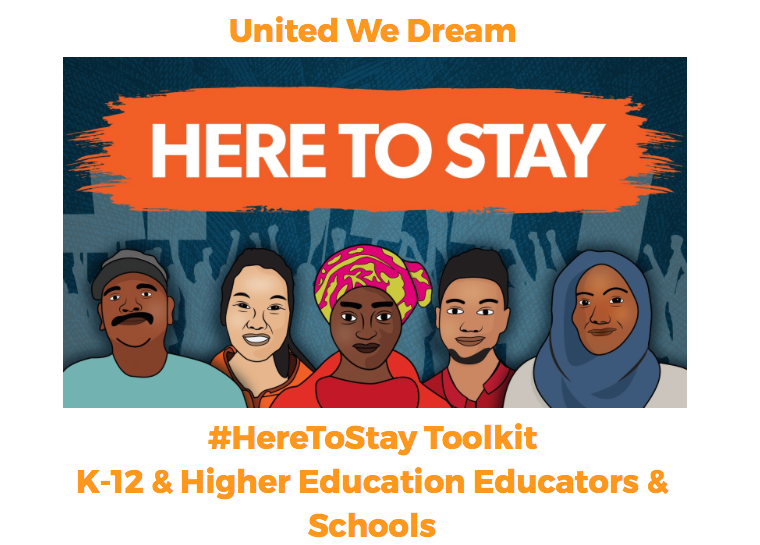 United We Dream
HERE TO STAY
#HereToStay Toolkit
K-12 & Higher Education Educators &
Schools